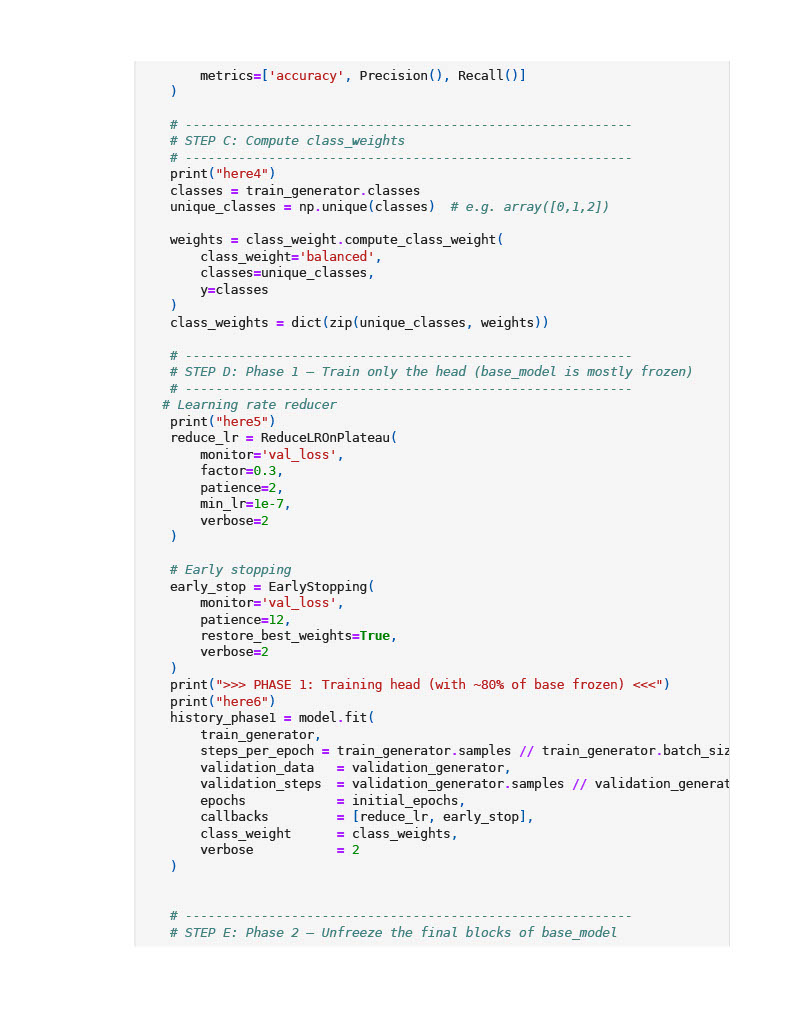 metrics=['accuracy', Precision(), Recall()]
    )

    # -----------------------------------------------------------
    # STEP C: Compute class_weights
    # -----------------------------------------------------------
    print("here4")
    classes = train_generator.classes
    unique_classes = np.unique(classes)  # e.g. array([0,1,2])

    weights = class_weight.compute_class_weight(
        class_weight='balanced',
        classes=unique_classes,
        y=classes
    )
    class_weights = dict(zip(unique_classes, weights))

    # -----------------------------------------------------------
    # STEP D: Phase 1 – Train only the head (base_model is mostly frozen)
    # -----------------------------------------------------------
   # Learning rate reducer
    print("here5")
    reduce_lr = ReduceLROnPlateau(
        monitor='val_loss',
        factor=0.3,
        patience=2,
        min_lr=1e-7,
        verbose=2
    )

    # Early stopping
    early_stop = EarlyStopping(
        monitor='val_loss',
        patience=12,
        restore_best_weights=True,
        verbose=2
    )
    print(">>> PHASE 1: Training head (with ~80% of base frozen) <<<")
    print("here6")
    history_phase1 = model.fit(
        train_generator,
        steps_per_epoch = train_generator.samples // train_generator.batch_siz
        validation_data   = validation_generator,
        validation_steps  = validation_generator.samples // validation_generat
        epochs            = initial_epochs,
        callbacks         = [reduce_lr, early_stop],
        class_weight      = class_weights,
        verbose           = 2
    )


    # -----------------------------------------------------------
    # STEP E: Phase 2 – Unfreeze the final blocks of base_model